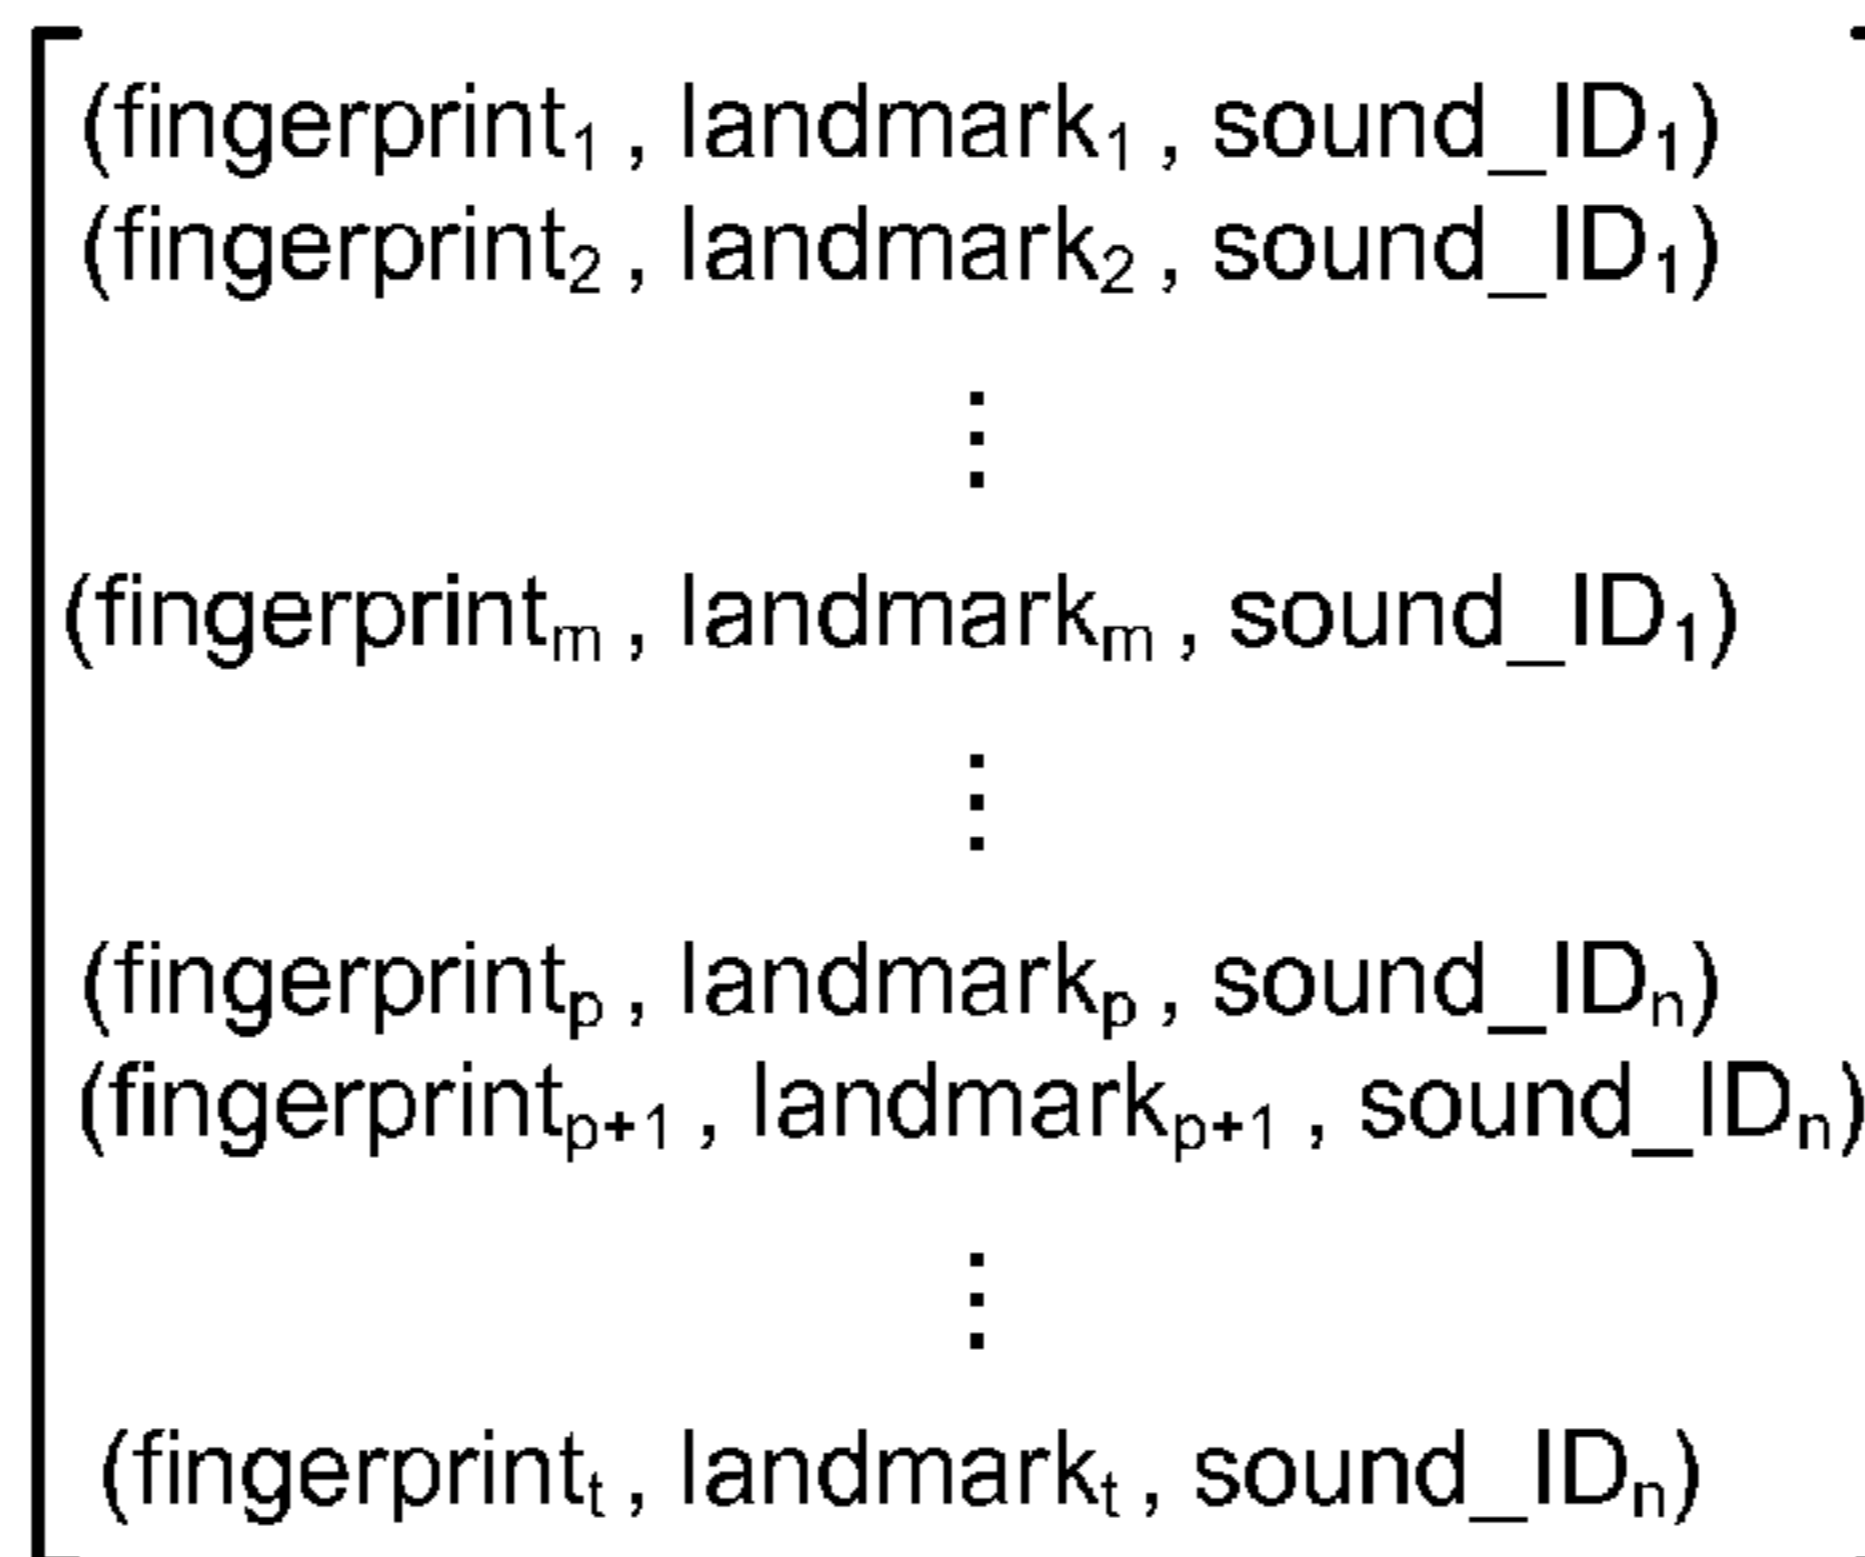 (fingerprint₁ , landmark₁ , sound_ID₁)
(fingerprint₂ , landmark₂ , sound_ID₁)
⋮
(fingerprintₘ , landmarkₘ , sound_ID₁)
⋮
(fingerprintₚ , landmarkₚ , sound_IDₙ)
(fingerprintₚ₊₁ , landmarkₚ₊₁ , sound_IDₙ)
⋮
(fingerprintₜ , landmarkₜ , sound_IDₙ)